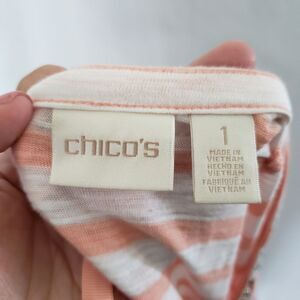 chico's
1
MADE IN
VIETNAM
HECHO EN
VIETNAM
FABRIQUÉ AU
VIETNAM